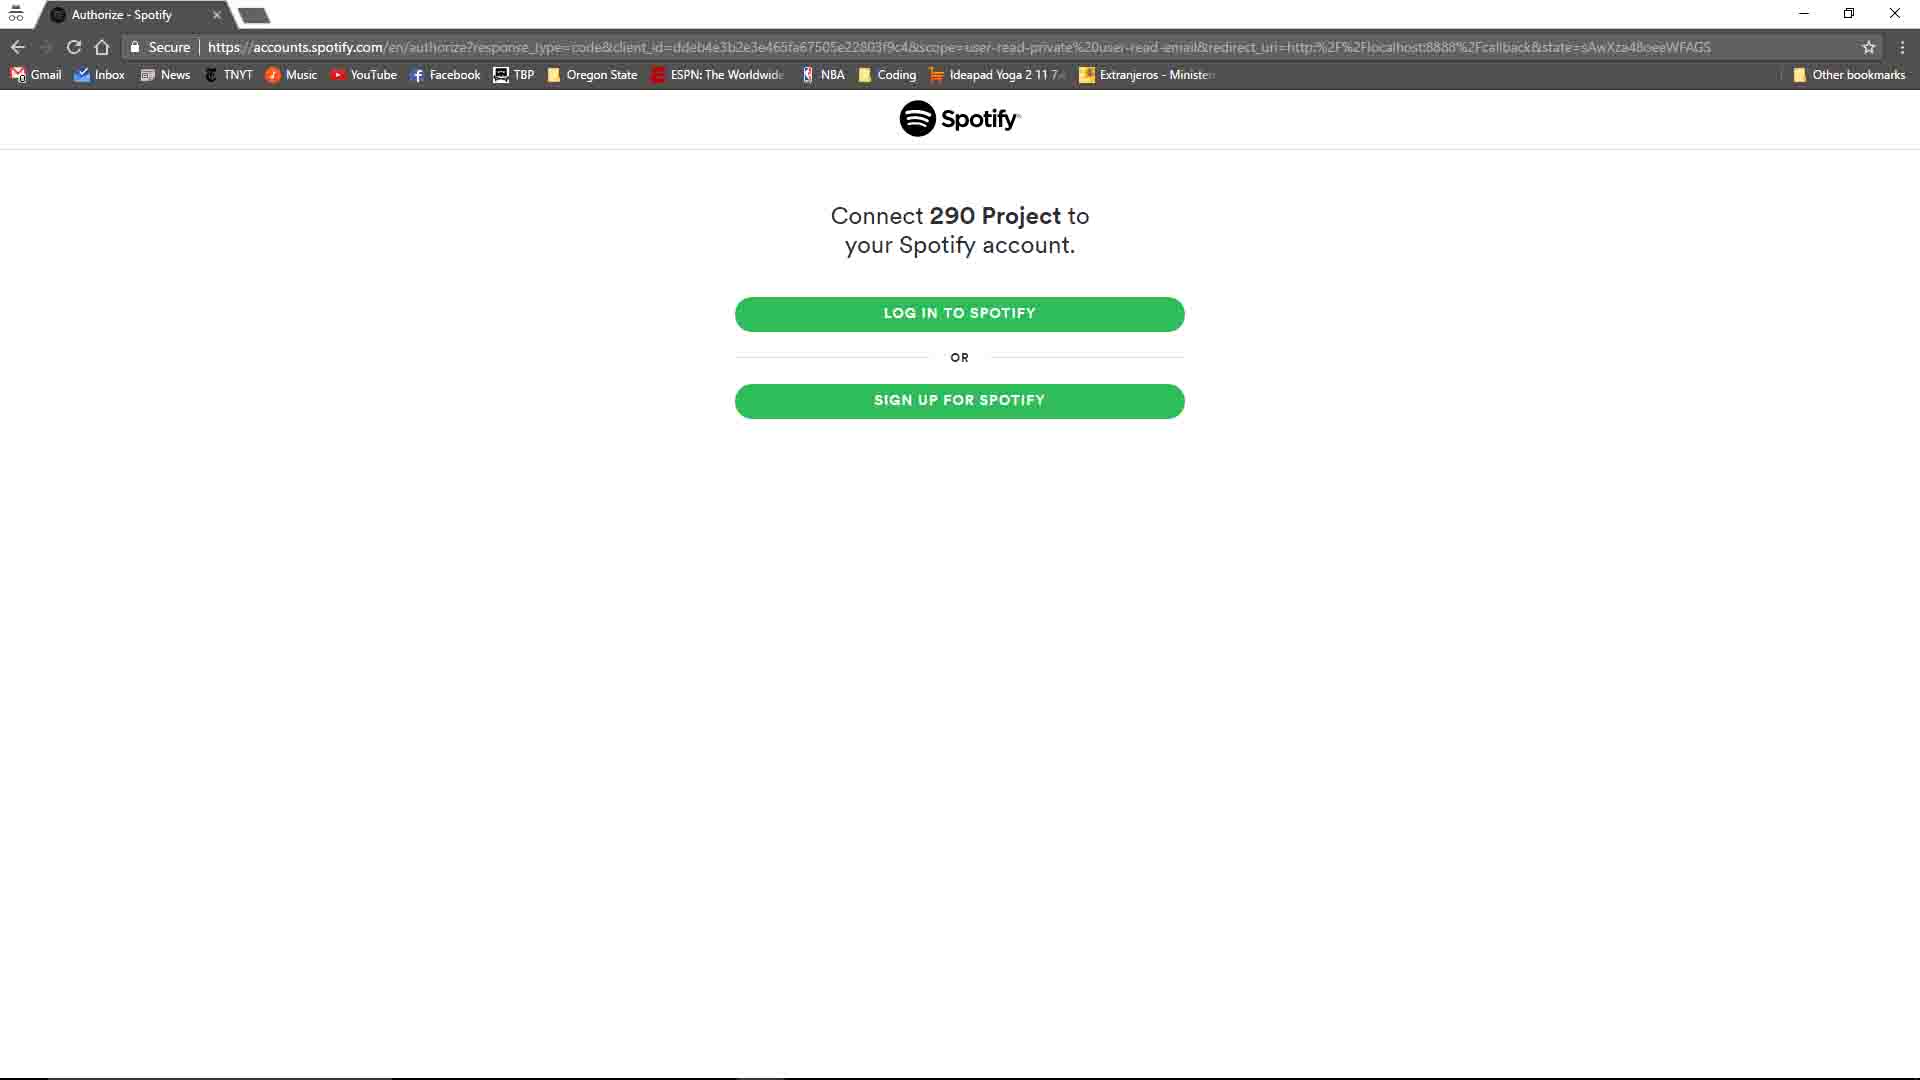 Authorize - Spotify
Secure https://accounts.spotify.com/en/authorize?response_type=code&client_id=ddeb4e3b2e3e465fa67505e22803f9c4&scope=user-read-private%20user-read-email&redirect_uri=http:%2F%2Flocalhost:8888%2Fcallback&state=sAwXza48oeeWFAGS
Gmail Inbox News TNYT Music YouTube Facebook TBP Oregon State ESPN: The Worldwide NBA Coding Ideapad Yoga 2 11 7 Extranjeros - Minister Other bookmarks
Spotify
Connect 290 Project to
your Spotify account.
LOG IN TO SPOTIFY
OR
SIGN UP FOR SPOTIFY